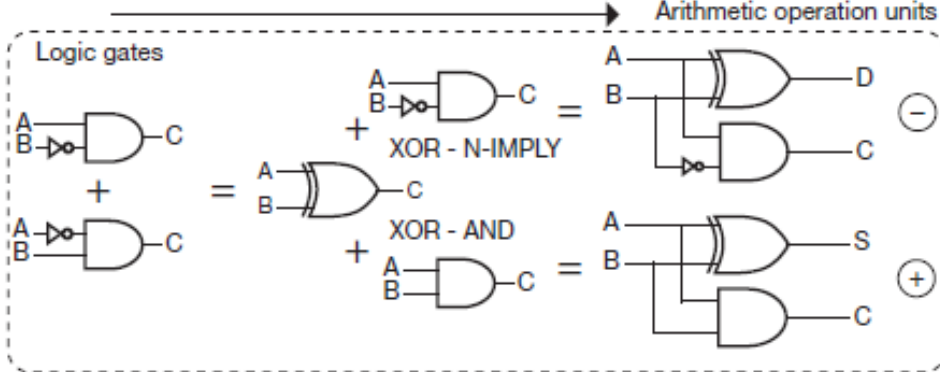 Arithmetic operation units
Logic gates
A
B
C
+
A
B
C
=
A
B
C
+
A
B
C
XOR - N-IMPLY
=
A
B
D
C
−
XOR - AND
+
A
B
C
=
A
B
S
C
+